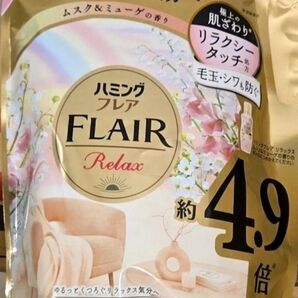 ムスク&ミューゲの香り
極上の
肌ざわり
リラクシー
タッチ処方
毛玉・シワも防ぐ
ハミング
フレア
FLAIR
Relax
約4.9倍
ゆるっとくつろぐリラックス気分へ